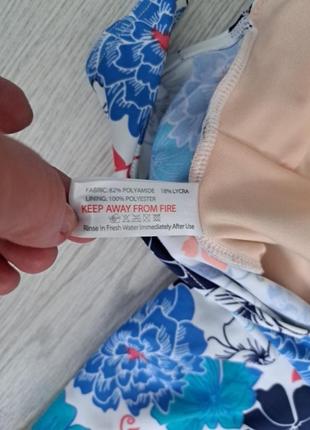 FABRIC: 82% POLYAMIDE 18% LYCRA
LINING: 100% POLYESTER
KEEP AWAY FROM FIRE
Rinse in Fresh Water Immediately After Use